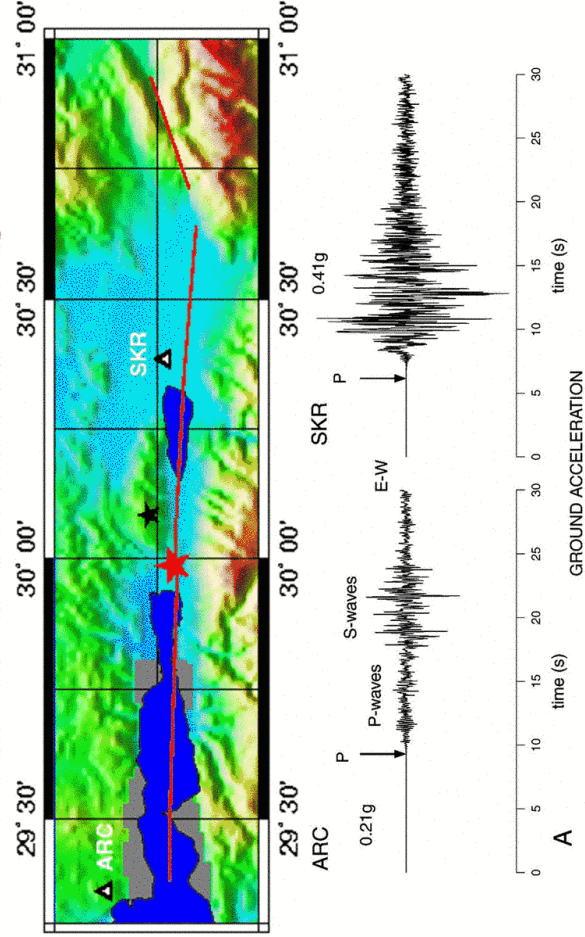 29° 30' 30° 00' 30° 30' 31° 00'
ARC
SKR
29° 30' 30° 00' 30° 30' 31° 00'
ARC
0.21g
P
P-waves
S-waves
E-W
0 5 10 15 20 25 30
time (s)
SKR
P
0.41g
0 5 10 15 20 25 30
time (s)
A
GROUND ACCELERATION